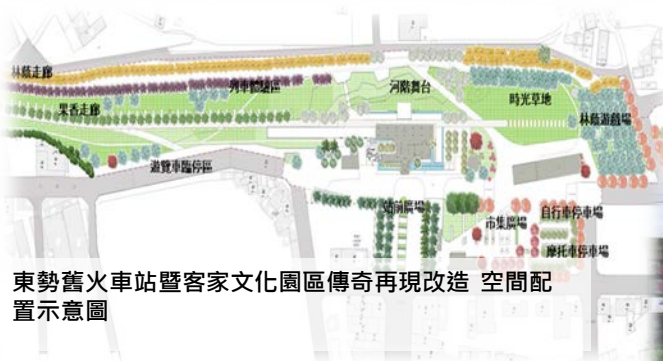 林蔭走廊
列車體驗區
河階舞台
時光草地
果香走廊
林蔭遊戲場
遊覽車臨停區
站前廣場
市集廣場
自行車停車場
摩托車停車場
東勢舊火車站暨客家文化園區傳奇再現改造 空間配
置示意圖